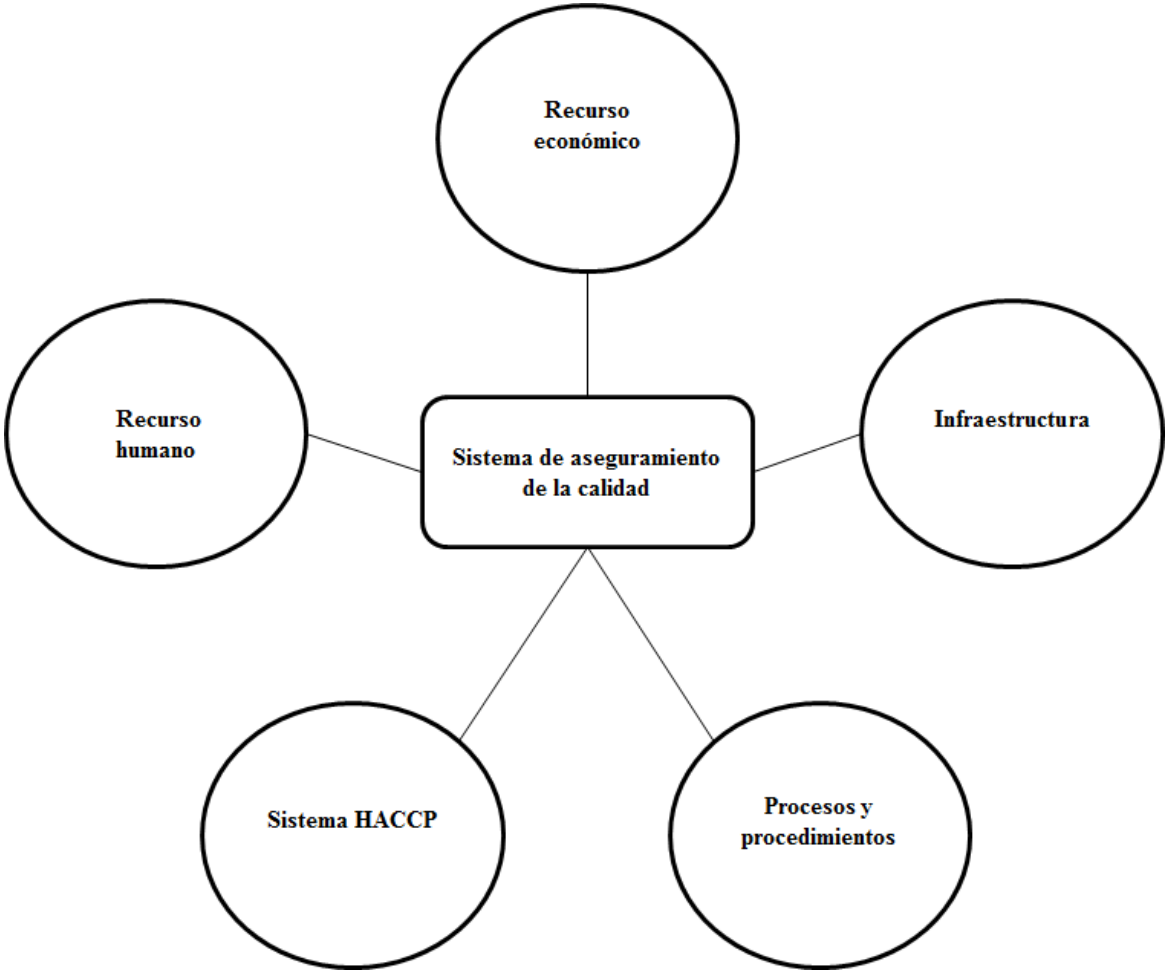 Recurso
económico
Recurso
humano
Sistema de aseguramiento
de la calidad
Infraestructura
Sistema HACCP
Procesos y
procedimientos